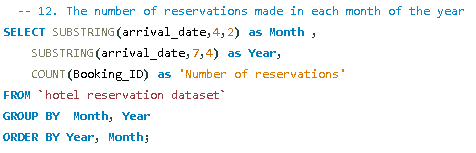 -- 12. The number of reservations made in each month of the year
SELECT SUBSTRING(arrival_date,4,2) as Month ,
SUBSTRING(arrival_date,7,4) as Year,
COUNT(Booking_ID) as 'Number of reservations'
FROM `hotel reservation dataset`
GROUP BY  Month, Year
ORDER BY Year, Month;